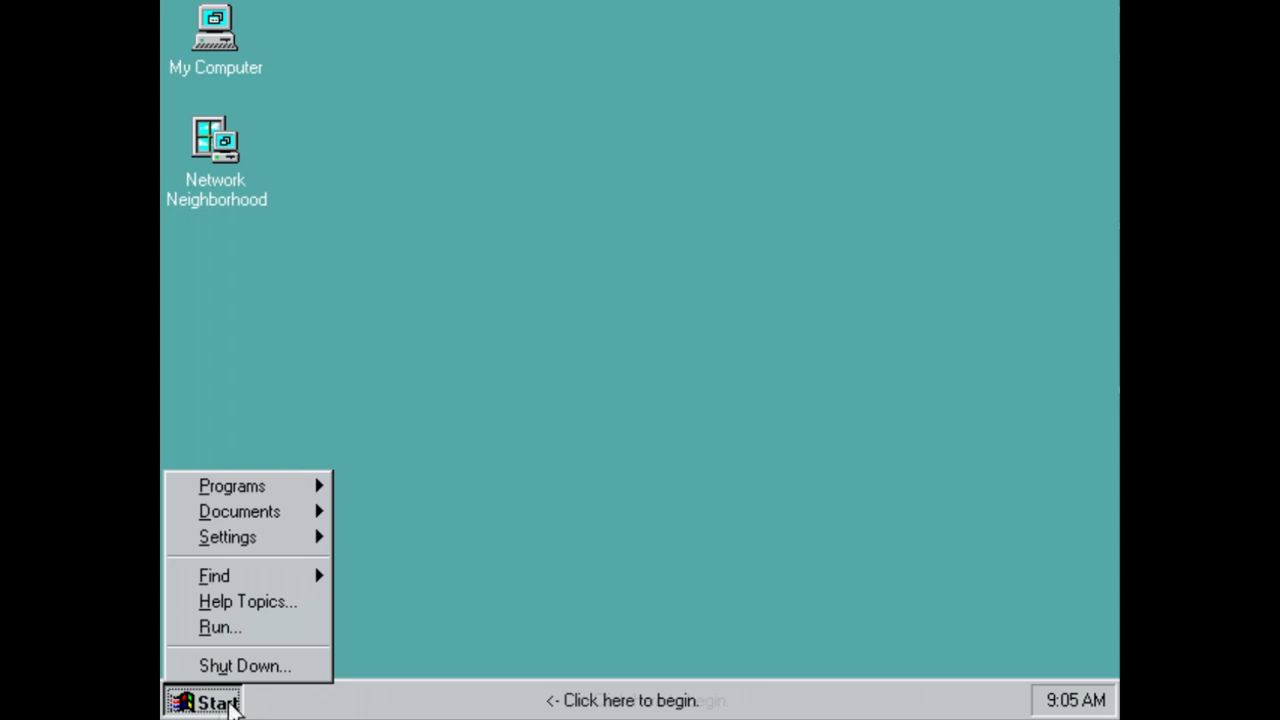 My Computer
Network
Neighborhood
Programs
Documents
Settings
Find
Help Topics...
Run...
Shut Down...
Start
<- Click here to begin.
9:05 AM